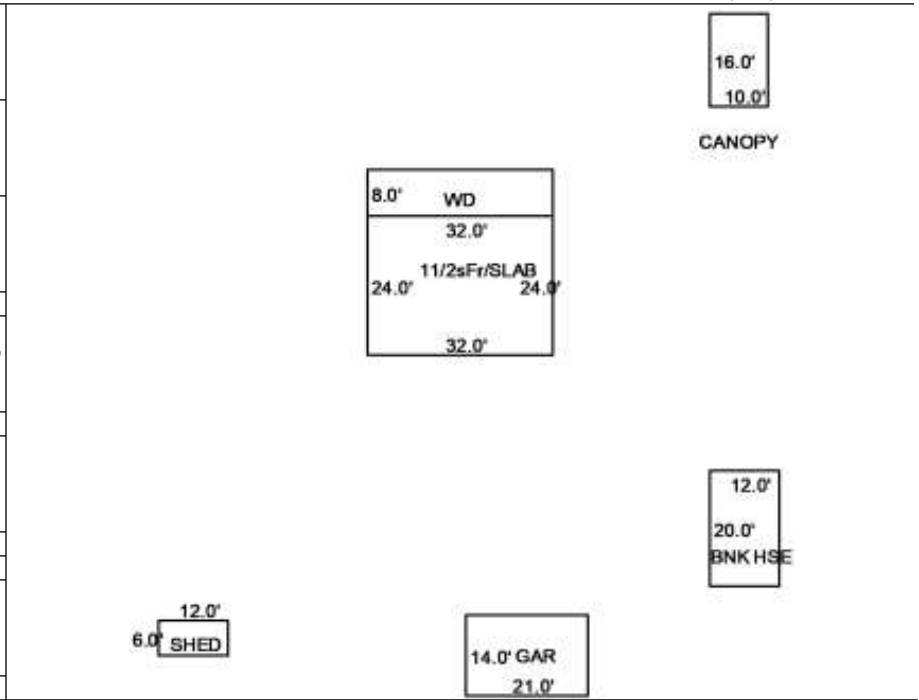 16.0'
10.0'
CANOPY
8.0' WD
32.0'
11/2sFr/SLAB
24.0' 24.0'
32.0'
12.0'
20.0'
BNK HSE
12.0'
6.0' SHED
14.0' GAR
21.0'